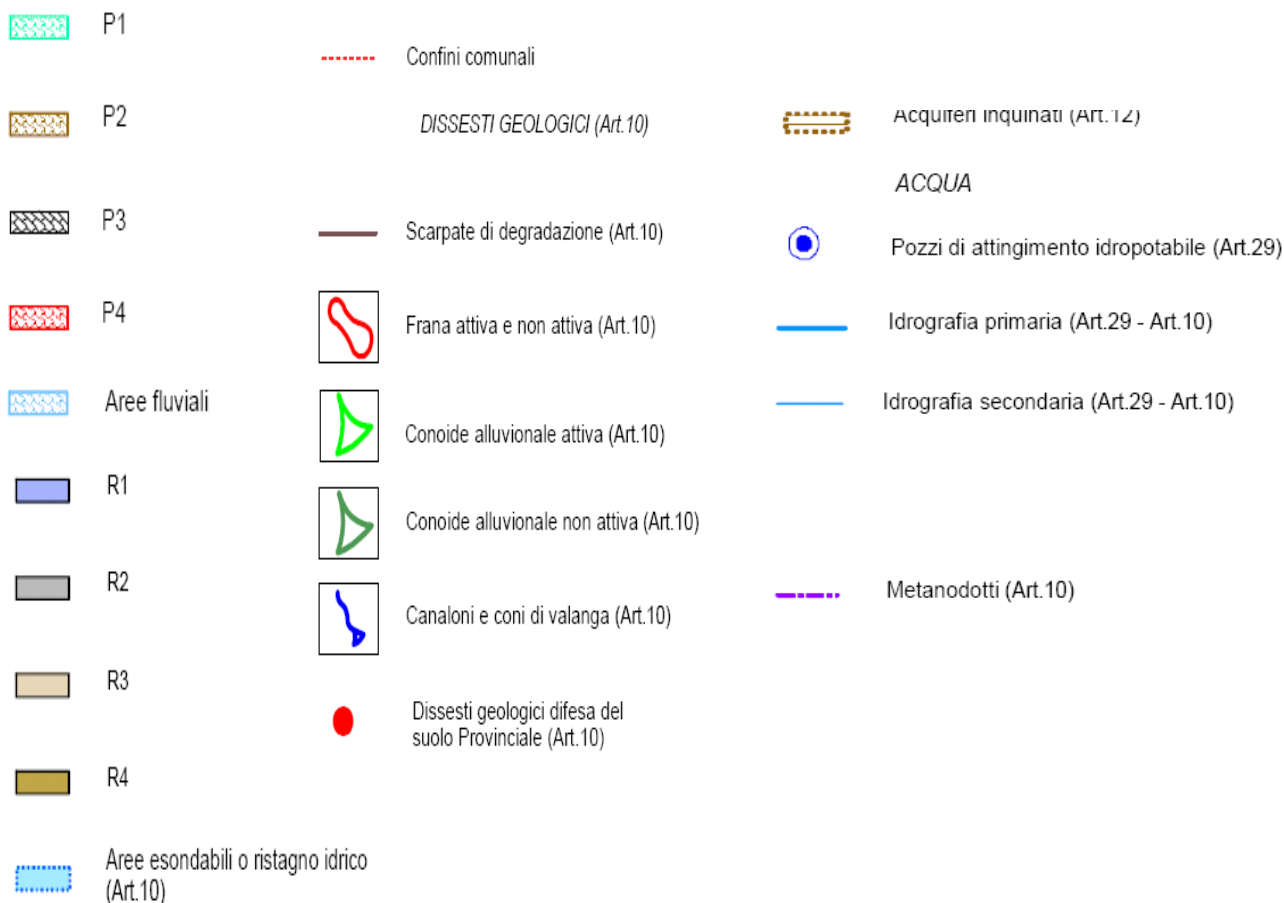 P1
P2
P3
P4
Aree fluviali
R1
R2
R3
R4
Aree esondabili o ristagno idrico
(Art.10)
Confini comunali
DISSESTI GEOLOGICI (Art.10)
Scarpate di degradazione (Art.10)
Frana attiva e non attiva (Art.10)
Conoide alluvionale attiva (Art.10)
Conoide alluvionale non attiva (Art.10)
Canaloni e coni di valanga (Art.10)
Dissesti geologici difesa del
suolo Provinciale (Art.10)
Acquiferi inquinati (Art.12)
ACQUA
Pozzi di attingimento idropotabile (Art.29)
Idrografia primaria (Art.29 - Art.10)
Idrografia secondaria (Art.29 - Art.10)
Metanodotti (Art.10)